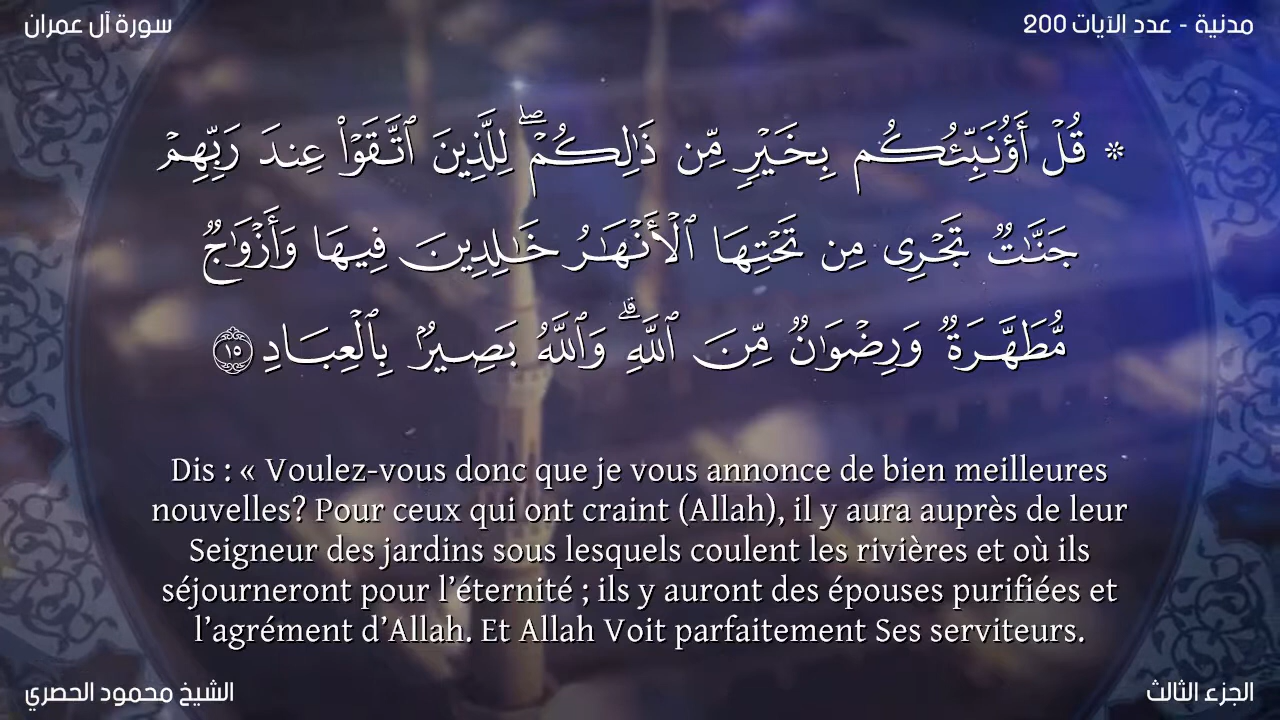 سورة آل عمران
مدنية - عدد الآيات 200
۞ قُلْ أَؤُنَبِّئُكُم بِخَيْرٍ مِّن ذَٰلِكُمْ ۖ لِلَّذِينَ ٱتَّقَوْا۟ عِندَ رَبِّهِمْ
جَنَّـٰتٌ تَجْرِى مِن تَحْتِهَا ٱلْأَنْهَـٰرُ خَـٰلِدِينَ فِيهَا وَأَزْوَٰجٌ
مُّطَهَّرَةٌ وَرِضْوَٰنٌ مِّنَ ٱللَّهِ ۗ وَٱللَّهُ بَصِيرٌۢ بِٱلْعِبَادِ ١٥
Dis : « Voulez-vous donc que je vous annonce de bien meilleures
nouvelles? Pour ceux qui ont craint (Allah), il y aura auprès de leur
Seigneur des jardins sous lesquels coulent les rivières et où ils
séjourneront pour l’éternité ; ils y auront des épouses purifiées et
l’agrément d’Allah. Et Allah Voit parfaitement Ses serviteurs.
الشيخ محمود الحصري
الجزء الثالث